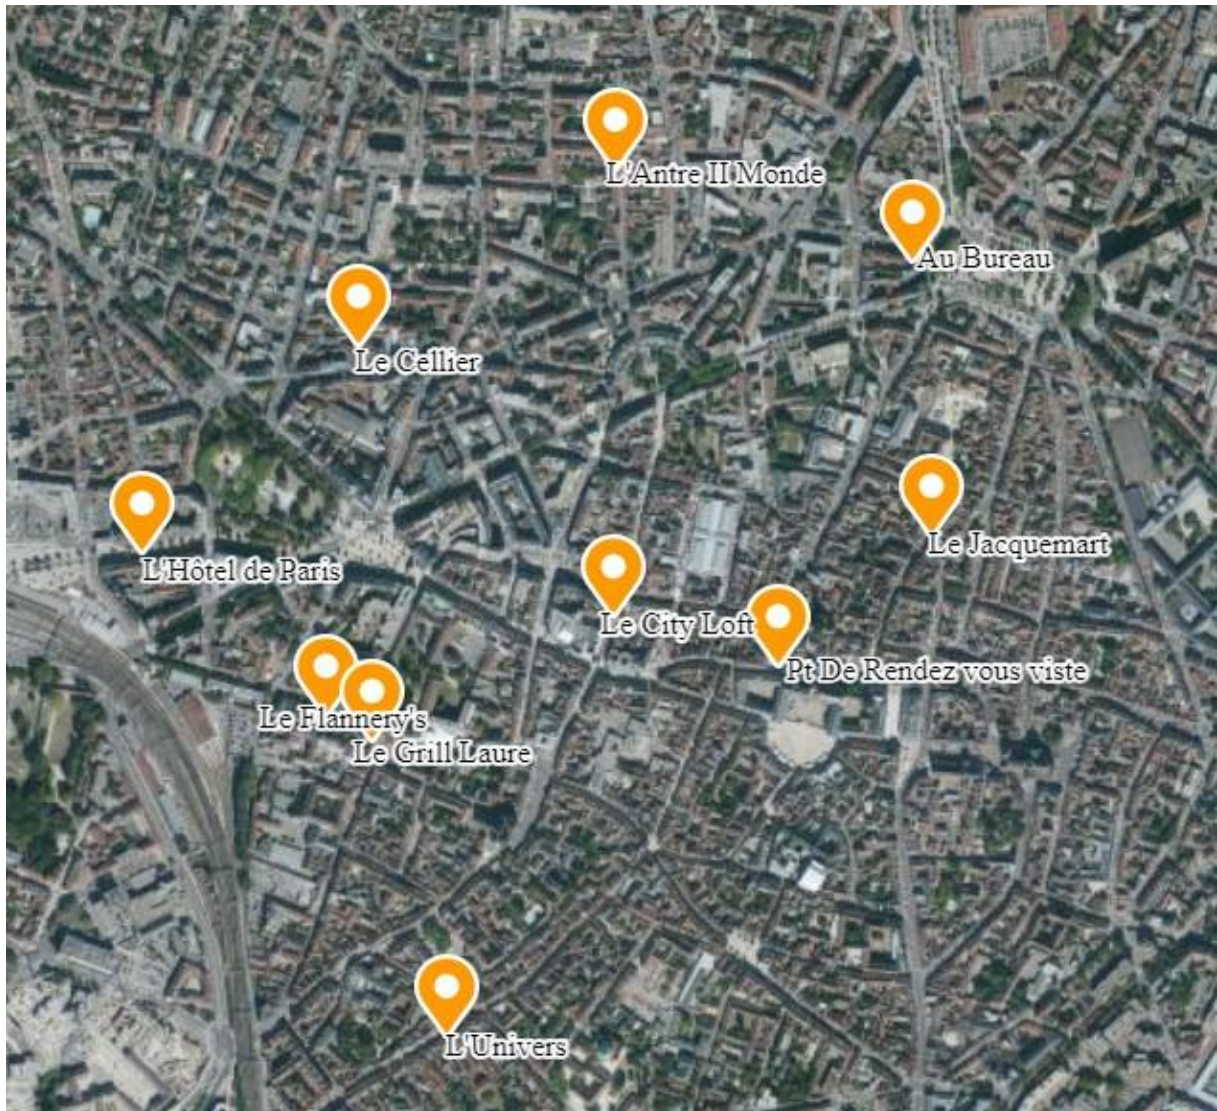 L'Antre II Monde
Au Bureau
Le Cellier
Le Jacquemart
L'Hôtel de Paris
Le City Loft
Pt De Rendez vous viste
Le Flannery's
Le Grill Laure
L'Univers